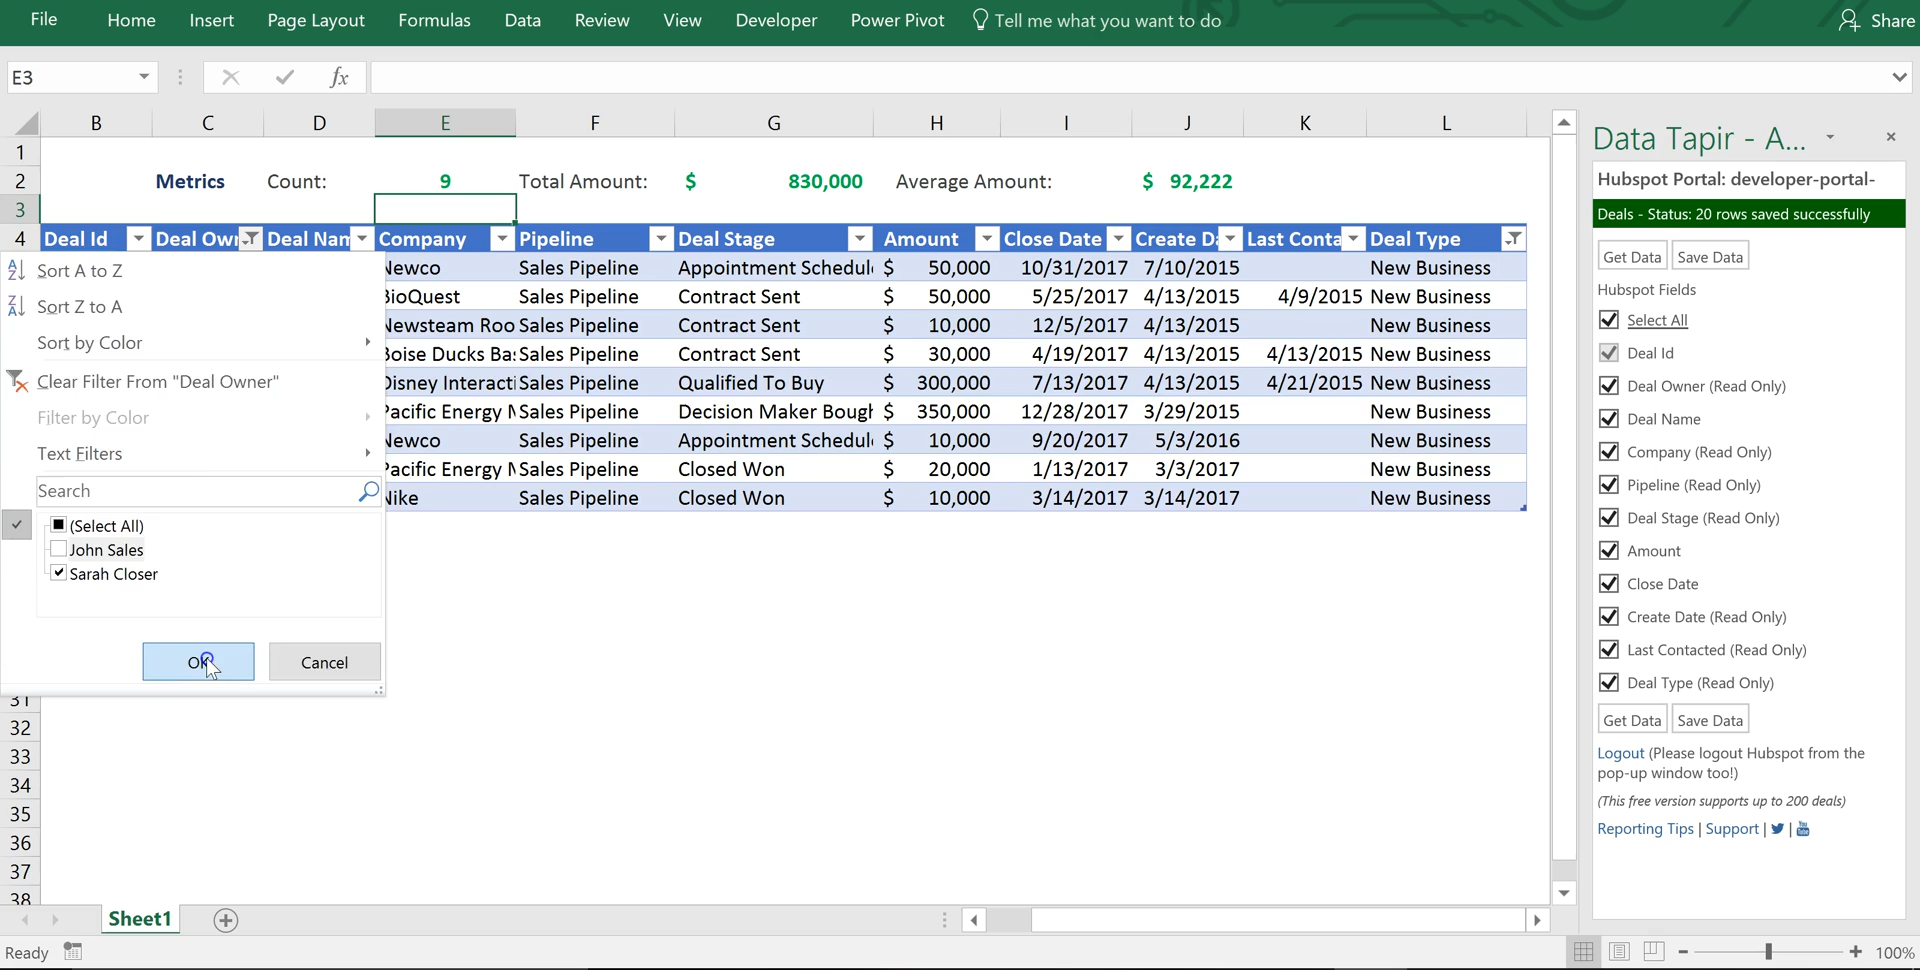 File Home Insert Page Layout Formulas Data Review View Developer Power Pivot Tell me what you want to do Share
E3 fx
B C D E F G H I J K L
1
2 Metrics Count: 9 Total Amount: $ 830,000 Average Amount: $ 92,222
3
4 Deal Id Deal Own Deal Nam Company Pipeline Deal Stage Amount Close Date Create D Last Conta Deal Type
Newco Sales Pipeline Appointment Schedul $ 50,000 10/31/2017 7/10/2015 New Business
BioQuest Sales Pipeline Contract Sent $ 50,000 5/25/2017 4/13/2015 4/9/2015 New Business
Newsteam Roo Sales Pipeline Contract Sent $ 10,000 12/5/2017 4/13/2015 New Business
Boise Ducks Ba Sales Pipeline Contract Sent $ 30,000 4/19/2017 4/13/2015 4/13/2015 New Business
Disney Interacti Sales Pipeline Qualified To Buy $ 300,000 7/13/2017 4/13/2015 4/21/2015 New Business
Pacific Energy Sales Pipeline Decision Maker Bough $ 350,000 12/28/2017 3/29/2015 New Business
Newco Sales Pipeline Appointment Schedul $ 10,000 9/20/2017 5/3/2016 New Business
Pacific Energy Sales Pipeline Closed Won $ 20,000 1/13/2017 3/3/2017 New Business
Nike Sales Pipeline Closed Won $ 10,000 3/14/2017 3/14/2017 New Business
Sort A to Z
Sort Z to A
Sort by Color
Clear Filter From "Deal Owner"
Filter by Color
Text Filters
Search
(Select All)
John Sales
Sarah Closer
OK Cancel
31
32
33
34
35
36
37
38
Sheet1
Ready 100%
Data Tapir - A...
Hubspot Portal: developer-portal-
Deals - Status: 20 rows saved successfully
Get Data Save Data
Hubspot Fields
Select All
Deal Id
Deal Owner (Read Only)
Deal Name
Company (Read Only)
Pipeline (Read Only)
Deal Stage (Read Only)
Amount
Close Date
Create Date (Read Only)
Last Contacted (Read Only)
Deal Type (Read Only)
Get Data Save Data
Logout (Please logout Hubspot from the
pop-up window too!)
(This free version supports up to 200 deals)
Reporting Tips | Support | |